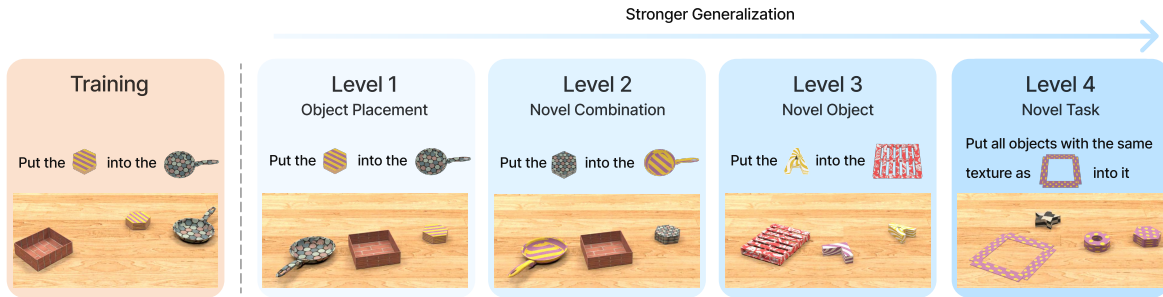 Stronger Generalization
Training
Put the into the
Level 1
Object Placement
Put the into the
Level 2
Novel Combination
Put the into the
Level 3
Novel Object
Put the into the
Level 4
Novel Task
Put all objects with the same
texture as into it